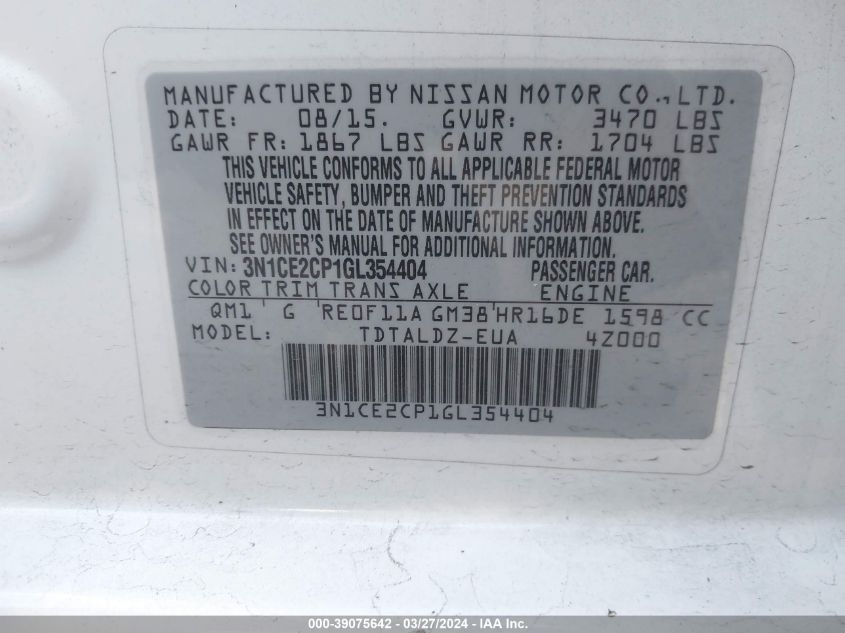 MANUFACTURED BY NISSAN MOTOR CO., LTD.
DATE: 08/15. GVWR: 3470 LBS
GAWR FR: 1867 LBS GAWR RR: 1704 LBS
THIS VEHICLE CONFORMS TO ALL APPLICABLE FEDERAL MOTOR
VEHICLE SAFETY, BUMPER AND THEFT PREVENTION STANDARDS
IN EFFECT ON THE DATE OF MANUFACTURE SHOWN ABOVE.
SEE OWNER'S MANUAL FOR ADDITIONAL INFORMATION.
VIN: 3N1CE2CP1GL354404 PASSENGER CAR.
COLOR TRIM TRANS AXLE ENGINE
QM1 G RE0F11A GM38 HR16DE 1598 CC
MODEL: TDTALDZ-EUA 4Z000
3N1CE2CP1GL354404
000-39075642 / 03/27/2024 - IAA Inc.